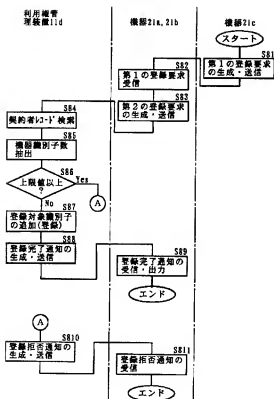 利用権管
理装置11d
機器21a,21b
機器21c
スタート
S81
第1の登録要求
の生成・送信
S82
第1の登録要求
受信
S83
第2の登録要求
の生成・送信
S84
契約者レコード検索
S85
機器識別子数
抽出
S86
上限値以上
?
Yes
A
No
S87
登録対象識別子
の追加(登録)
S88
登録完了通知の
生成・送信
S89
登録完了通知の
受信・出力
エンド
A
S810
登録拒否通知の
生成・送信
S811
登録拒否通知の
受信
エンド